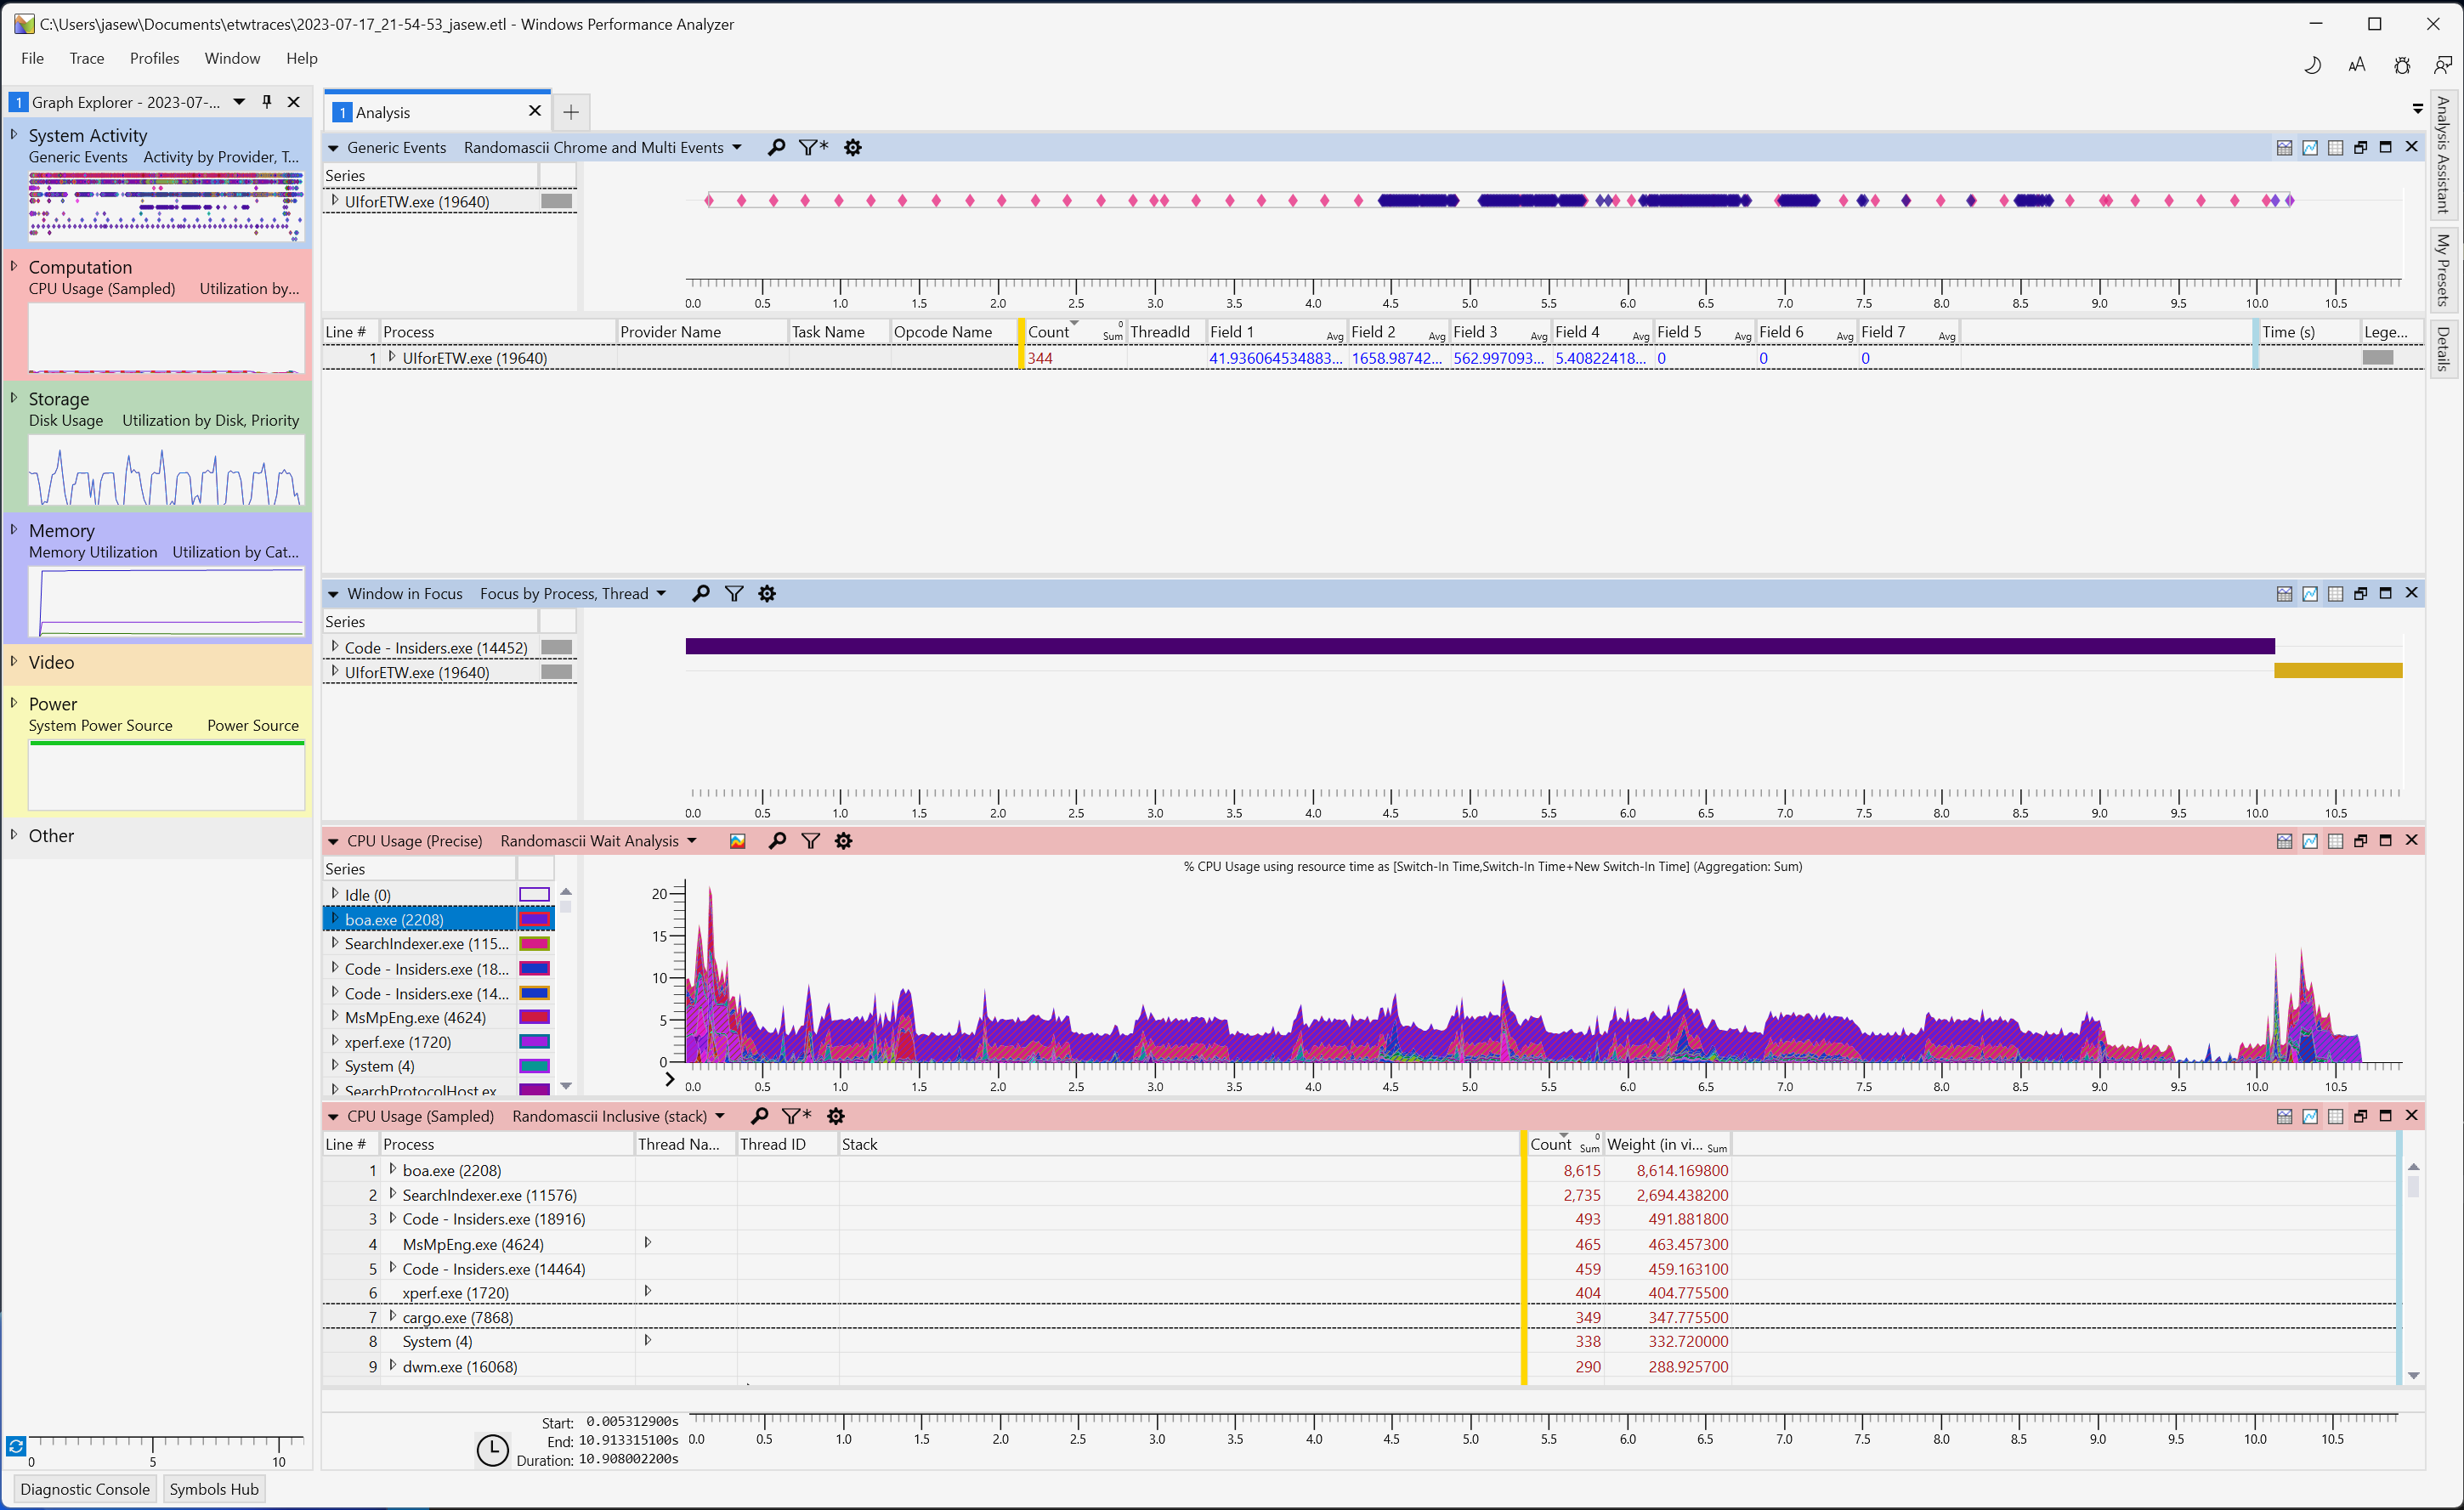 C:\Users\jasew\Documents\etwtraces\2023-07-17_21-54-53_jasew.etl - Windows Performance Analyzer
File Trace Profiles Window Help
1 Graph Explorer - 2023-07-...
System Activity
Generic Events Activity by Provider, T...
Computation
CPU Usage (Sampled) Utilization by...
Storage
Disk Usage Utilization by Disk, Priority
Memory
Memory Utilization Utilization by Cat...
Video
Power
System Power Source Power Source
Other
0 5 10
Diagnostic Console Symbols Hub
1 Analysis
Generic Events Randomascii Chrome and Multi Events
Series
UIforETW.exe (19640)
0.0 0.5 1.0 1.5 2.0 2.5 3.0 3.5 4.0 4.5 5.0 5.5 6.0 6.5 7.0 7.5 8.0 8.5 9.0 9.5 10.0 10.5
Line # Process Provider Name Task Name Opcode Name Count 0 Sum ThreadId Field 1 Avg Field 2 Avg Field 3 Avg Field 4 Avg Field 5 Avg Field 6 Avg Field 7 Avg Time (s) Lege...
1 UIforETW.exe (19640) 344 41.936064534883... 1658.98742... 562.997093... 5.40822418... 0 0 0
Window in Focus Focus by Process, Thread
Series
Code - Insiders.exe (14452)
UIforETW.exe (19640)
0.0 0.5 1.0 1.5 2.0 2.5 3.0 3.5 4.0 4.5 5.0 5.5 6.0 6.5 7.0 7.5 8.0 8.5 9.0 9.5 10.0 10.5
CPU Usage (Precise) Randomascii Wait Analysis
Series
Idle (0)
boa.exe (2208)
SearchIndexer.exe (115...
Code - Insiders.exe (18...
Code - Insiders.exe (14...
MsMpEng.exe (4624)
xperf.exe (1720)
System (4)
SearchProtocolHost.ex
% CPU Usage using resource time as [Switch-In Time,Switch-In Time+New Switch-In Time] (Aggregation: Sum)
20
15
10
5
0
0.0 0.5 1.0 1.5 2.0 2.5 3.0 3.5 4.0 4.5 5.0 5.5 6.0 6.5 7.0 7.5 8.0 8.5 9.0 9.5 10.0 10.5
CPU Usage (Sampled) Randomascii Inclusive (stack)
Line # Process Thread Na... Thread ID Stack Count 0 Sum Weight (in vi... Sum
1 boa.exe (2208) 8,615 8,614.169800
2 SearchIndexer.exe (11576) 2,735 2,694.438200
3 Code - Insiders.exe (18916) 493 491.881800
4 MsMpEng.exe (4624) 465 463.457300
5 Code - Insiders.exe (14464) 459 459.163100
6 xperf.exe (1720) 404 404.775500
7 cargo.exe (7868) 349 347.775500
8 System (4) 338 332.720000
9 dwm.exe (16068) 290 288.925700
Start: 0.005312900s
End: 10.913315100s
Duration: 10.908002200s
0.0 0.5 1.0 1.5 2.0 2.5 3.0 3.5 4.0 4.5 5.0 5.5 6.0 6.5 7.0 7.5 8.0 8.5 9.0 9.5 10.0 10.5
Analysis Assistant
My Presets
Details